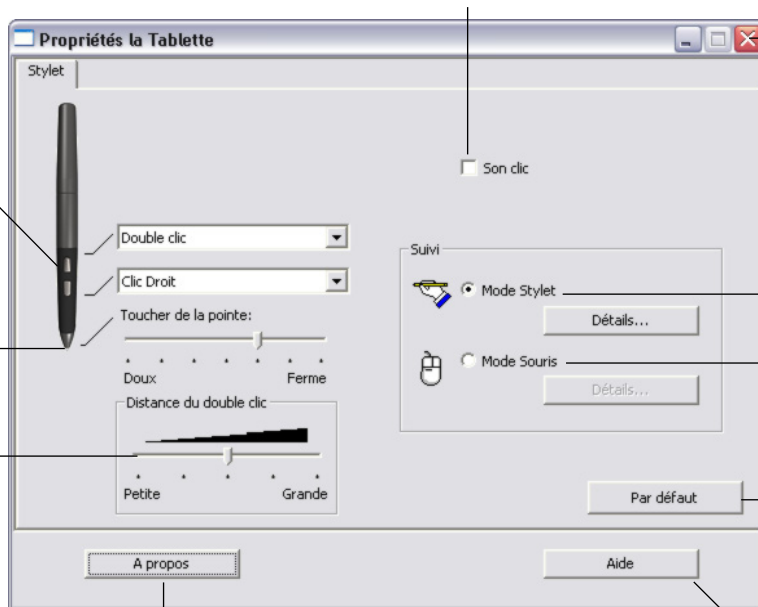 Propriétés la Tablette
Stylet
Son clic
Double clic
Clic Droit
Toucher de la pointe:
Doux
Ferme
Distance du double clic
Petite
Grande
Suivi
Mode Stylet
Détails...
Mode Souris
Détails...
Par défaut
A propos
Aide